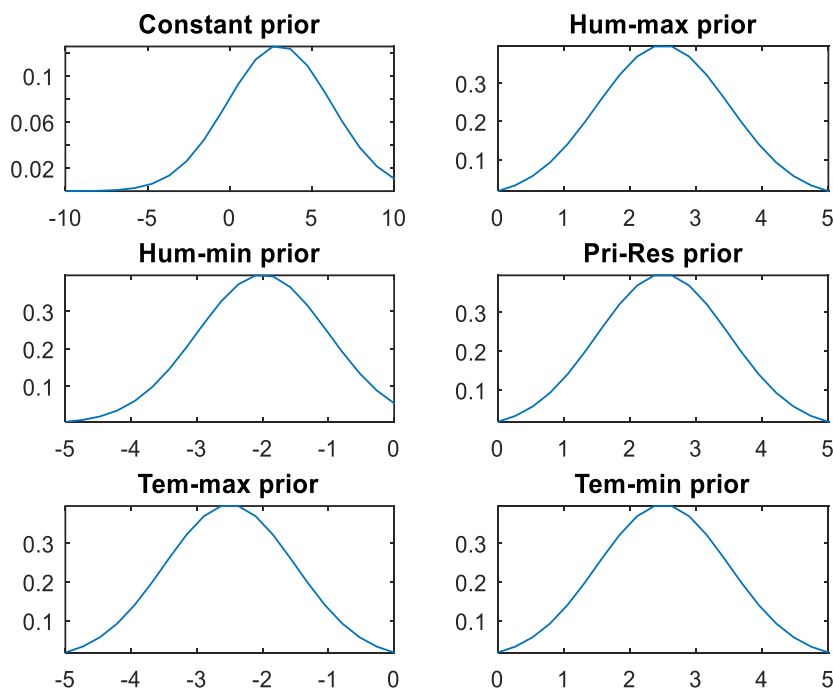 Constant prior
0.1
0.06
0.02
-10 -5 0 5 10
Hum-max prior
0.3
0.2
0.1
0 1 2 3 4 5
Hum-min prior
0.3
0.2
0.1
-5 -4 -3 -2 -1 0
Pri-Res prior
0.3
0.2
0.1
0 1 2 3 4 5
Tem-max prior
0.3
0.2
0.1
-5 -4 -3 -2 -1 0
Tem-min prior
0.3
0.2
0.1
0 1 2 3 4 5